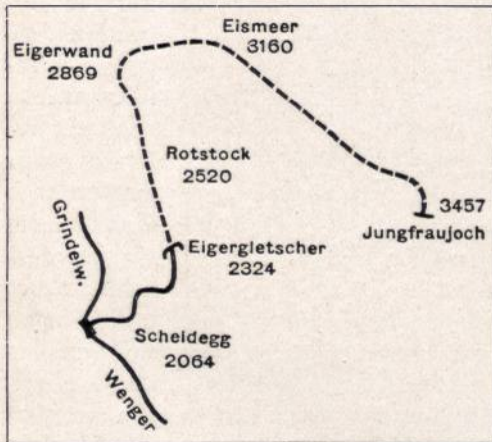 Eismeer
3160
Eigerwand
2869
Rotstock
2520
3457
Jungfraujoch
Grindelw.
Eigergletscher
2324
Scheidegg
2064
Wenger